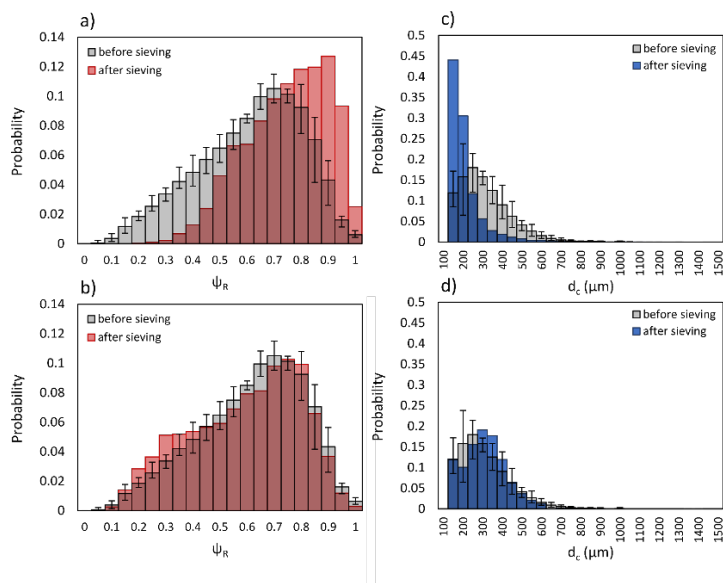 a)
before sieving
after sieving
Probability
0.14
0.12
0.1
0.08
0.06
0.04
0.02
0
0 0.1 0.2 0.3 0.4 0.5 0.6 0.7 0.8 0.9 1
ψR
c)
before sieving
after sieving
Probability
0.5
0.45
0.4
0.35
0.3
0.25
0.2
0.15
0.1
0.05
0
100 200 300 400 500 600 700 800 900 1000 1100 1200 1300 1400 1500
dc (μm)
b)
before sieving
after sieving
Probability
0.14
0.12
0.1
0.08
0.06
0.04
0.02
0
0 0.1 0.2 0.3 0.4 0.5 0.6 0.7 0.8 0.9 1
ψR
d)
before sieving
after sieving
Probability
0.5
0.45
0.4
0.35
0.3
0.25
0.2
0.15
0.1
0.05
0
100 200 300 400 500 600 700 800 900 1000 1100 1200 1300 1400 1500
dc (μm)